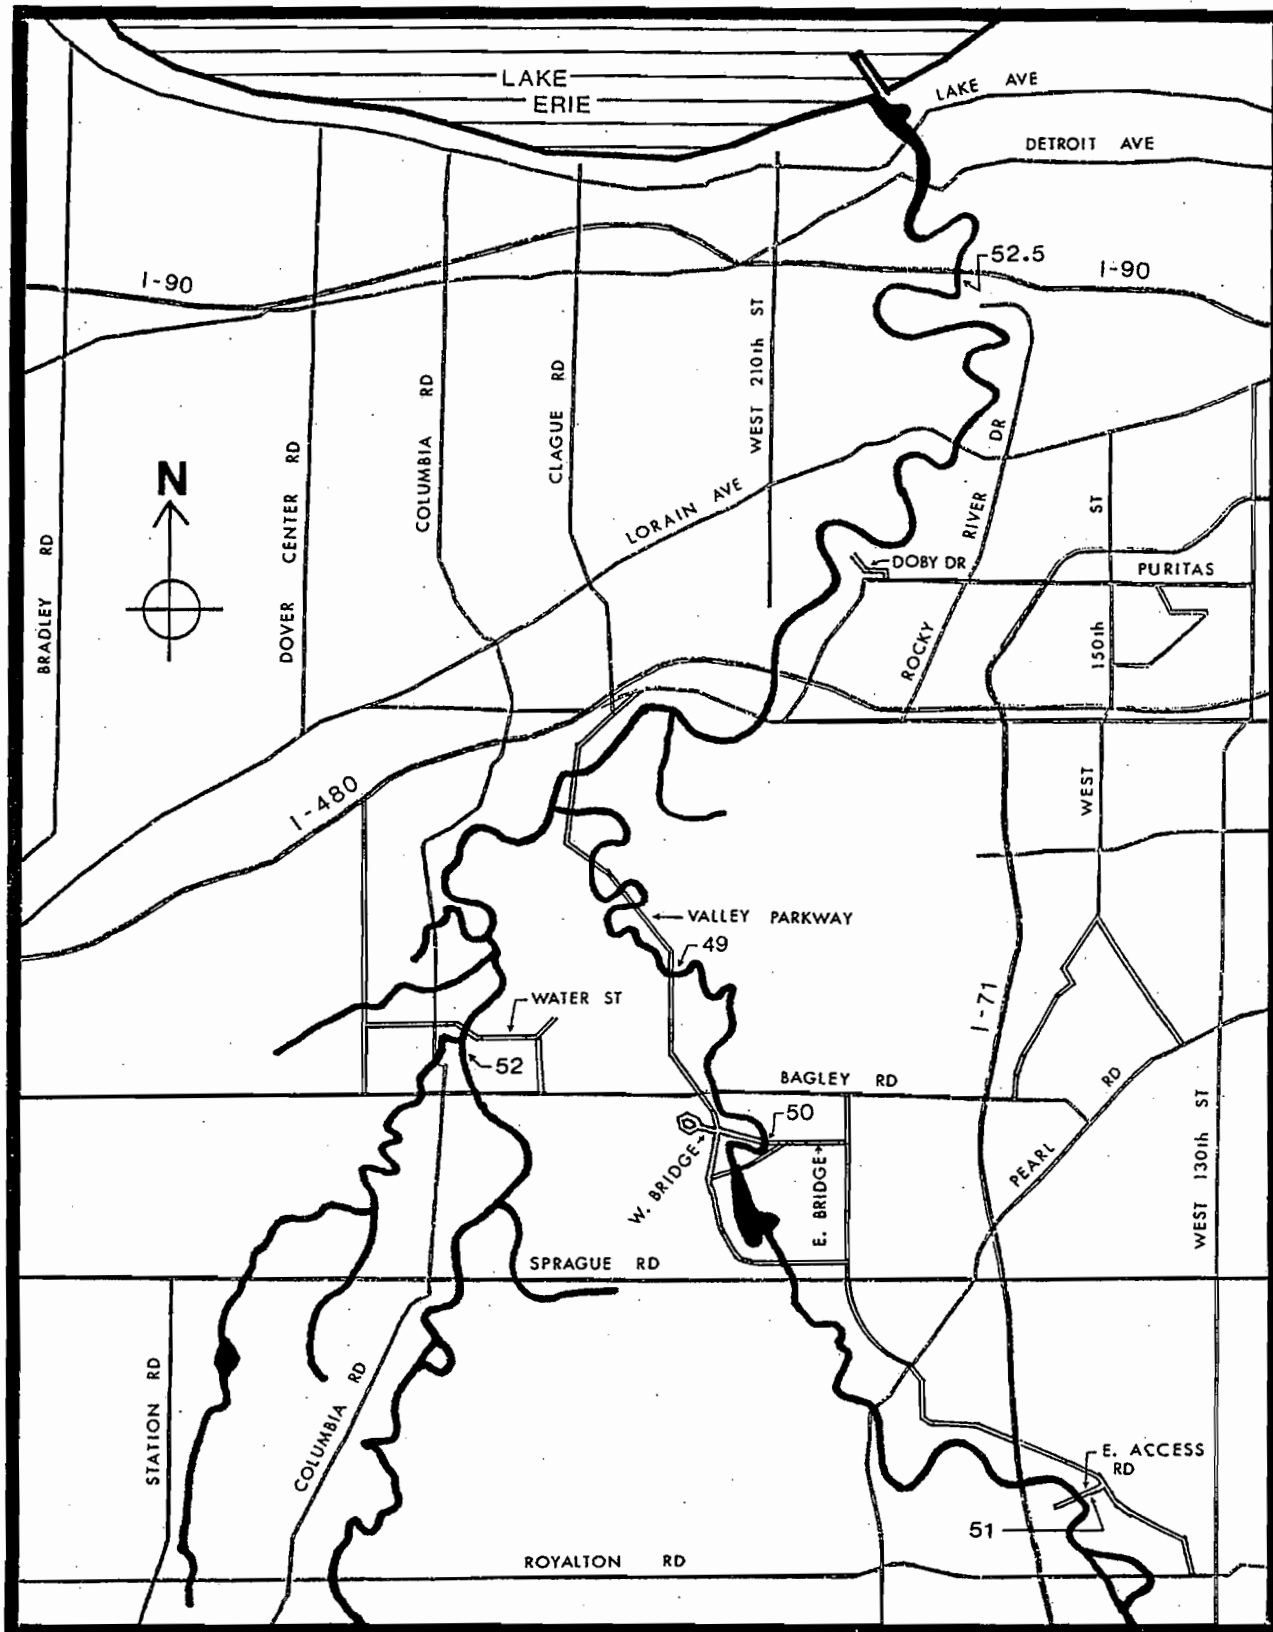 LAKE
ERIE
LAKE AVE
DETROIT AVE
52.5
I-90
I-90
WEST 210th ST
COLUMBIA RD
CLAGUE RD
DOVER CENTER RD
BRADLEY RD
N
LORAIN AVE
ROCKY RIVER DR
DOBY DR
PURITAS
WEST 150th ST
I-480
VALLEY PARKWAY
49
WATER ST
52
I-71
BAGLEY RD
50
W. BRIDGE
E. BRIDGE
PEARL RD
WEST 130th ST
SPRAGUE RD
STATION RD
COLUMBIA RD
E. ACCESS
RD
51
ROYALTON RD